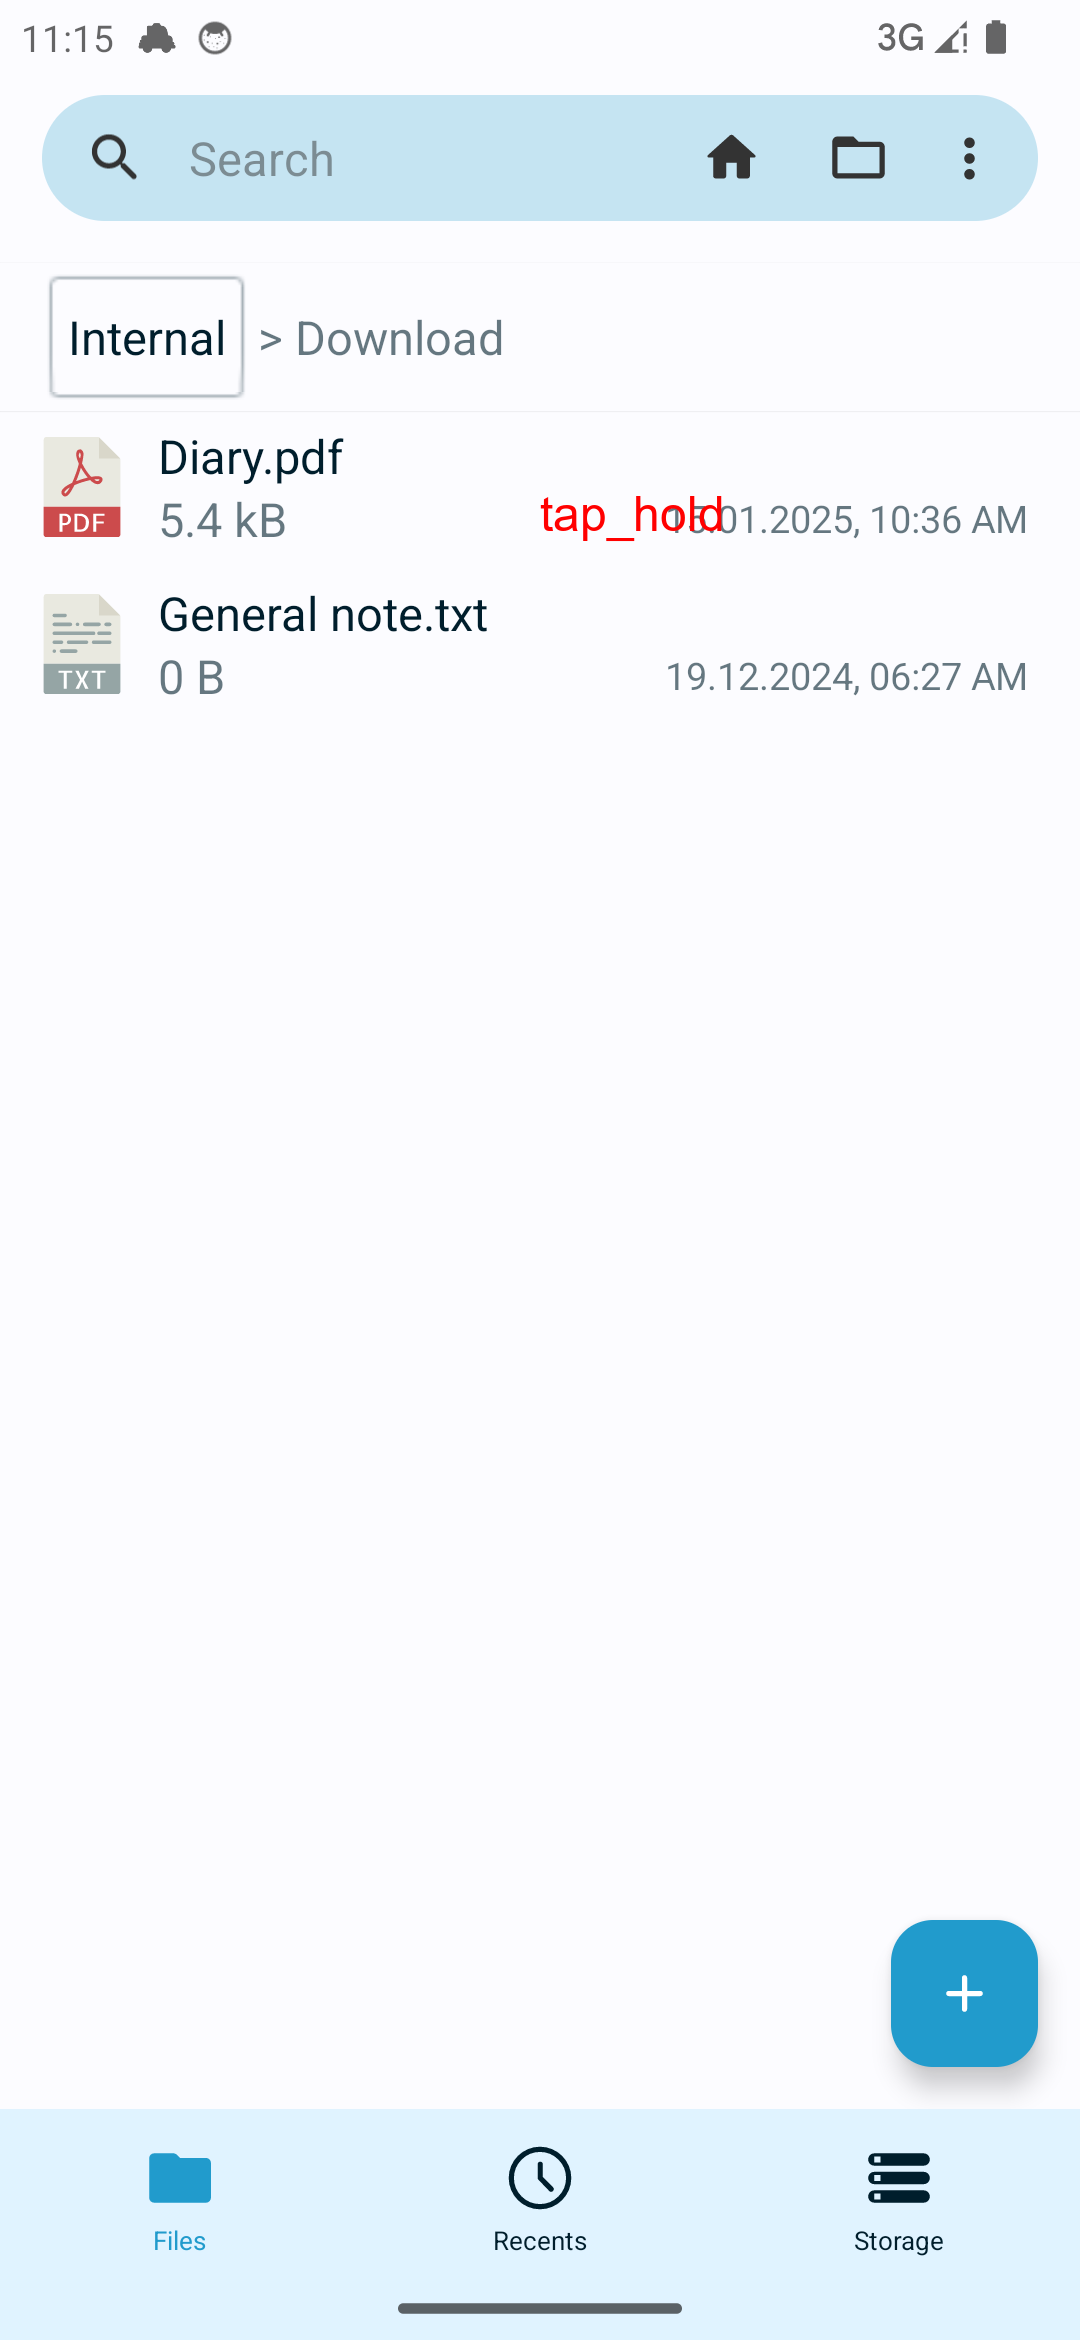 11:15
3G
Search
Internal > Download
Diary.pdf
PDF
5.4 kB
tap_hold
15.01.2025, 10:36 AM
General note.txt
TXT
0 B
19.12.2024, 06:27 AM
Files
Recents
Storage